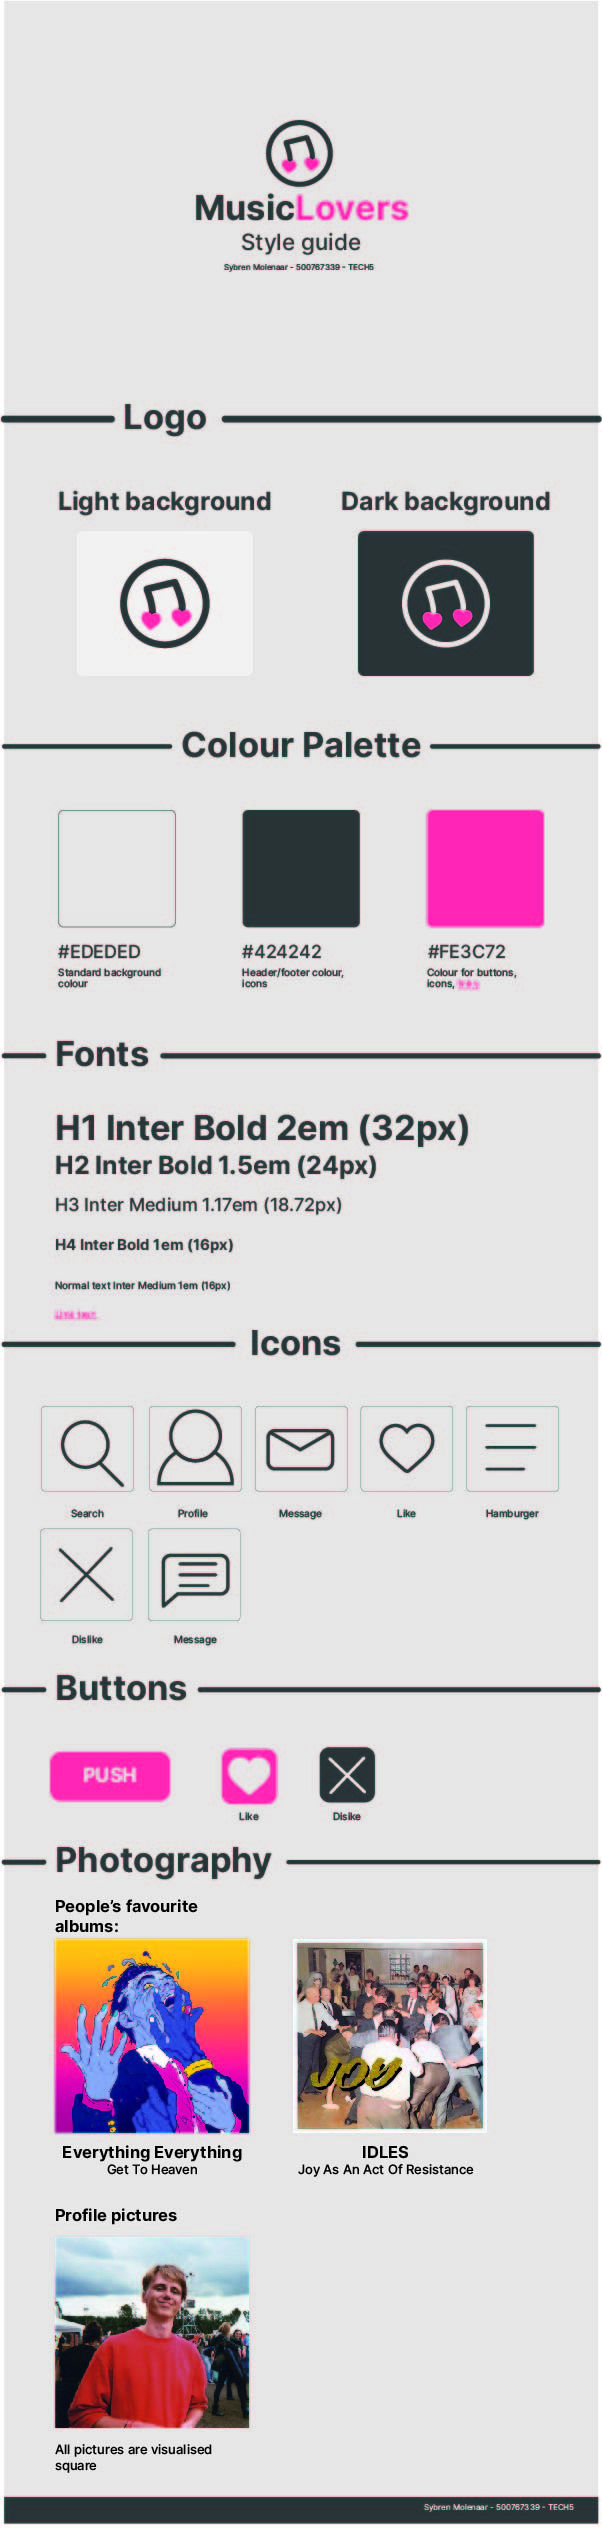 MusicLovers
Style guide
Sybren Molenaar - 500767339 - TECH5
Logo
Light background
Dark background
Colour Palette
#EDEDED
Standard background
colour
#424242
Header/footer colour,
icons
#FE3C72
Colour for buttons,
icons,
Fonts
H1 Inter Bold 2em (32px)
H2 Inter Bold 1.5em (24px)
H3 Inter Medium 1.17em (18.72px)
H4 Inter Bold 1em (16px)
Normal text Inter Medium 1em (16px)
Link text
Icons
Search
Profile
Message
Like
Hamburger
Dislike
Message
Buttons
PUSH
Like
Disike
Photography
People's favourite
albums:
JOY
Everything Everything
Get To Heaven
IDLES
Joy As An Act Of Resistance
Profile pictures
All pictures are visualised
square
Sybren Molenaar - 500767339 - TECH5